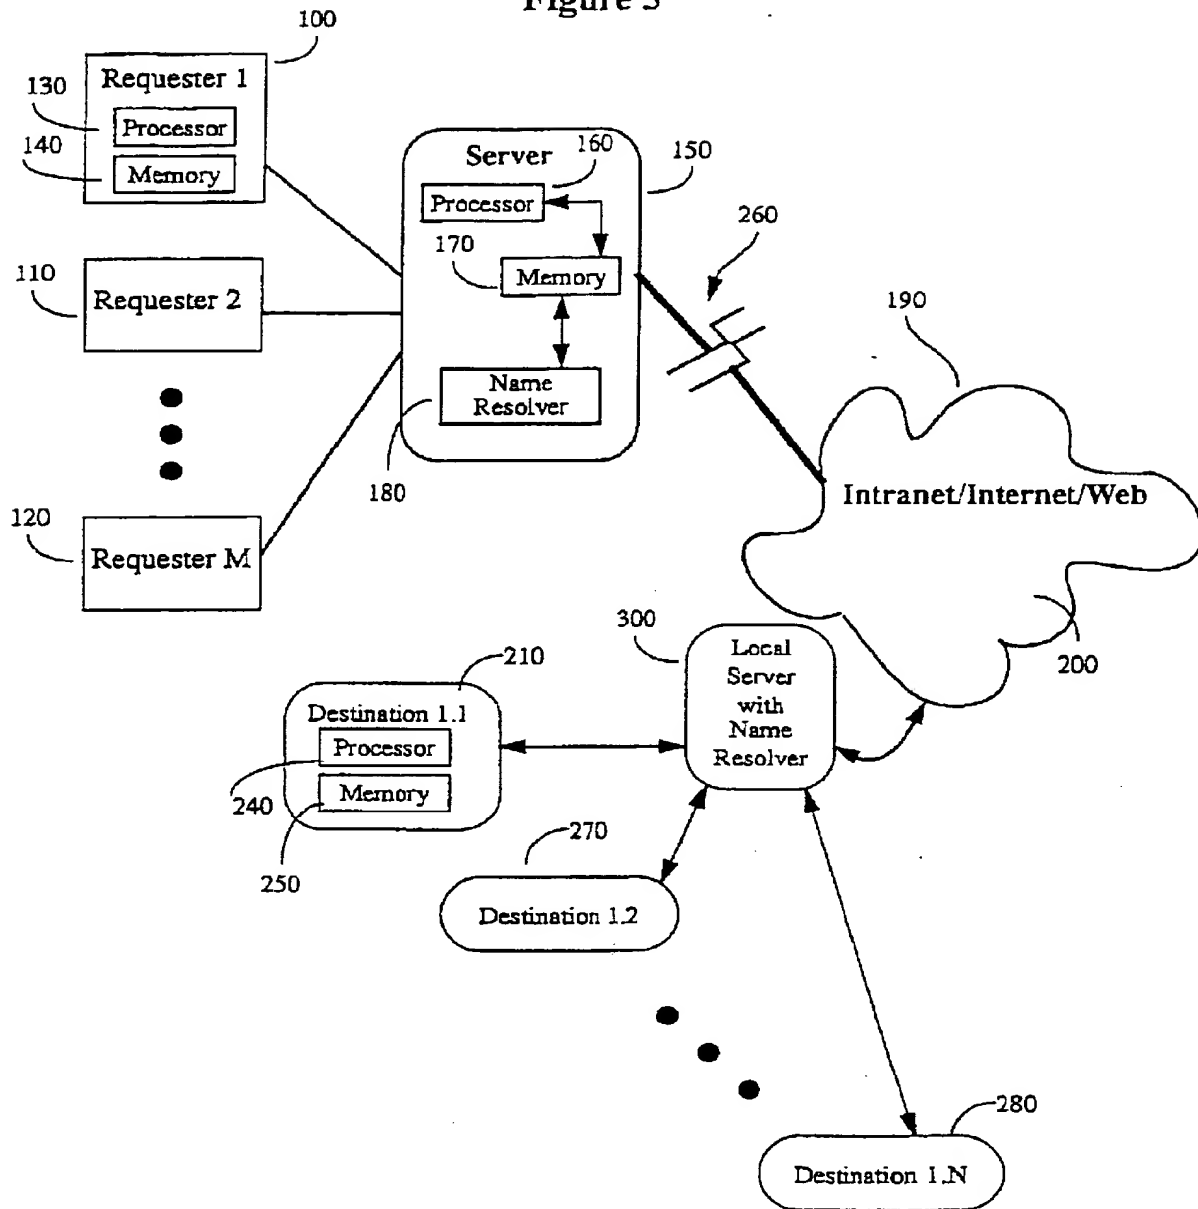 Figure 3
100
Requester 1
130
Processor
140
Memory
Server
160
150
Processor
170
Memory
260
110
Requester 2
190
Name
Resolver
180
Intranet/Internet/Web
120
Requester M
300
Local
Server
with
Name
Resolver
200
210
Destination 1.1
Processor
240
Memory
250
270
Destination 1.2
280
Destination 1.N